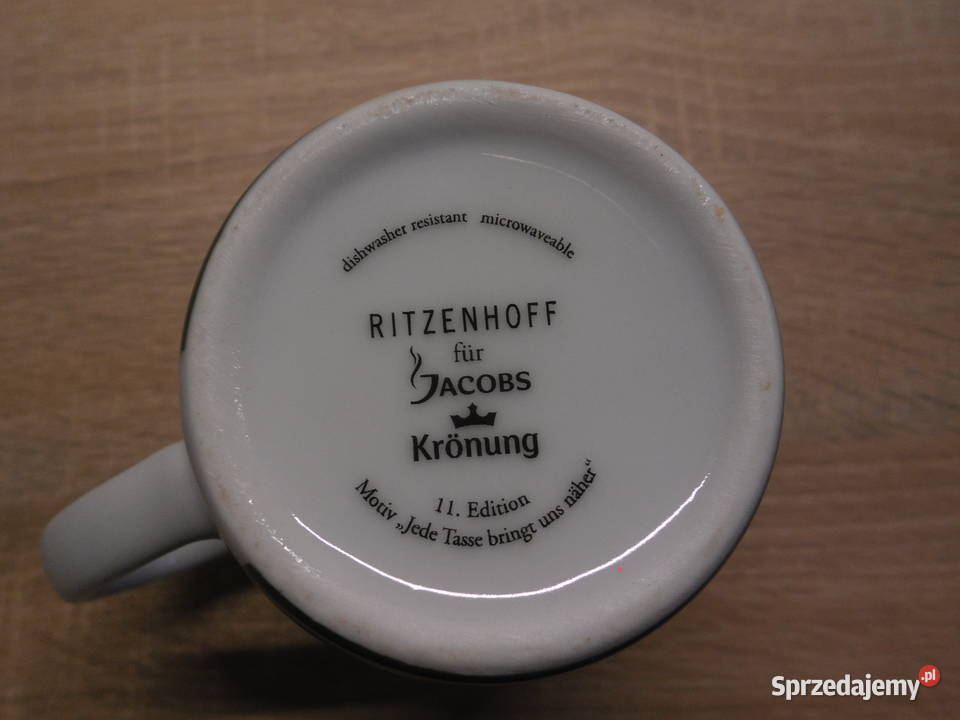 dishwasher resistant microwaveable
RITZENHOFF
für
JACOBS
Krönung
11. Edition
Motiv „Jede Tasse bringt uns näher“
Sprzedajemy.pl